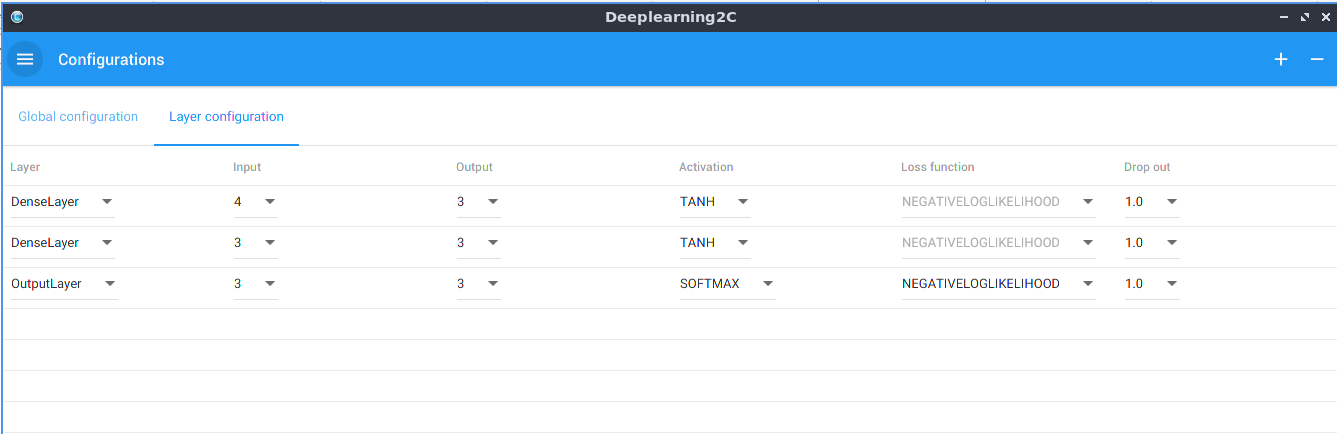 Deeplearning2C
Configurations
Global configuration Layer configuration
Layer Input Output Activation Loss function Drop out
DenseLayer 4 3 TANH NEGATIVELOGLIKELIHOOD 1.0
DenseLayer 3 3 TANH NEGATIVELOGLIKELIHOOD 1.0
OutputLayer 3 3 SOFTMAX NEGATIVELOGLIKELIHOOD 1.0